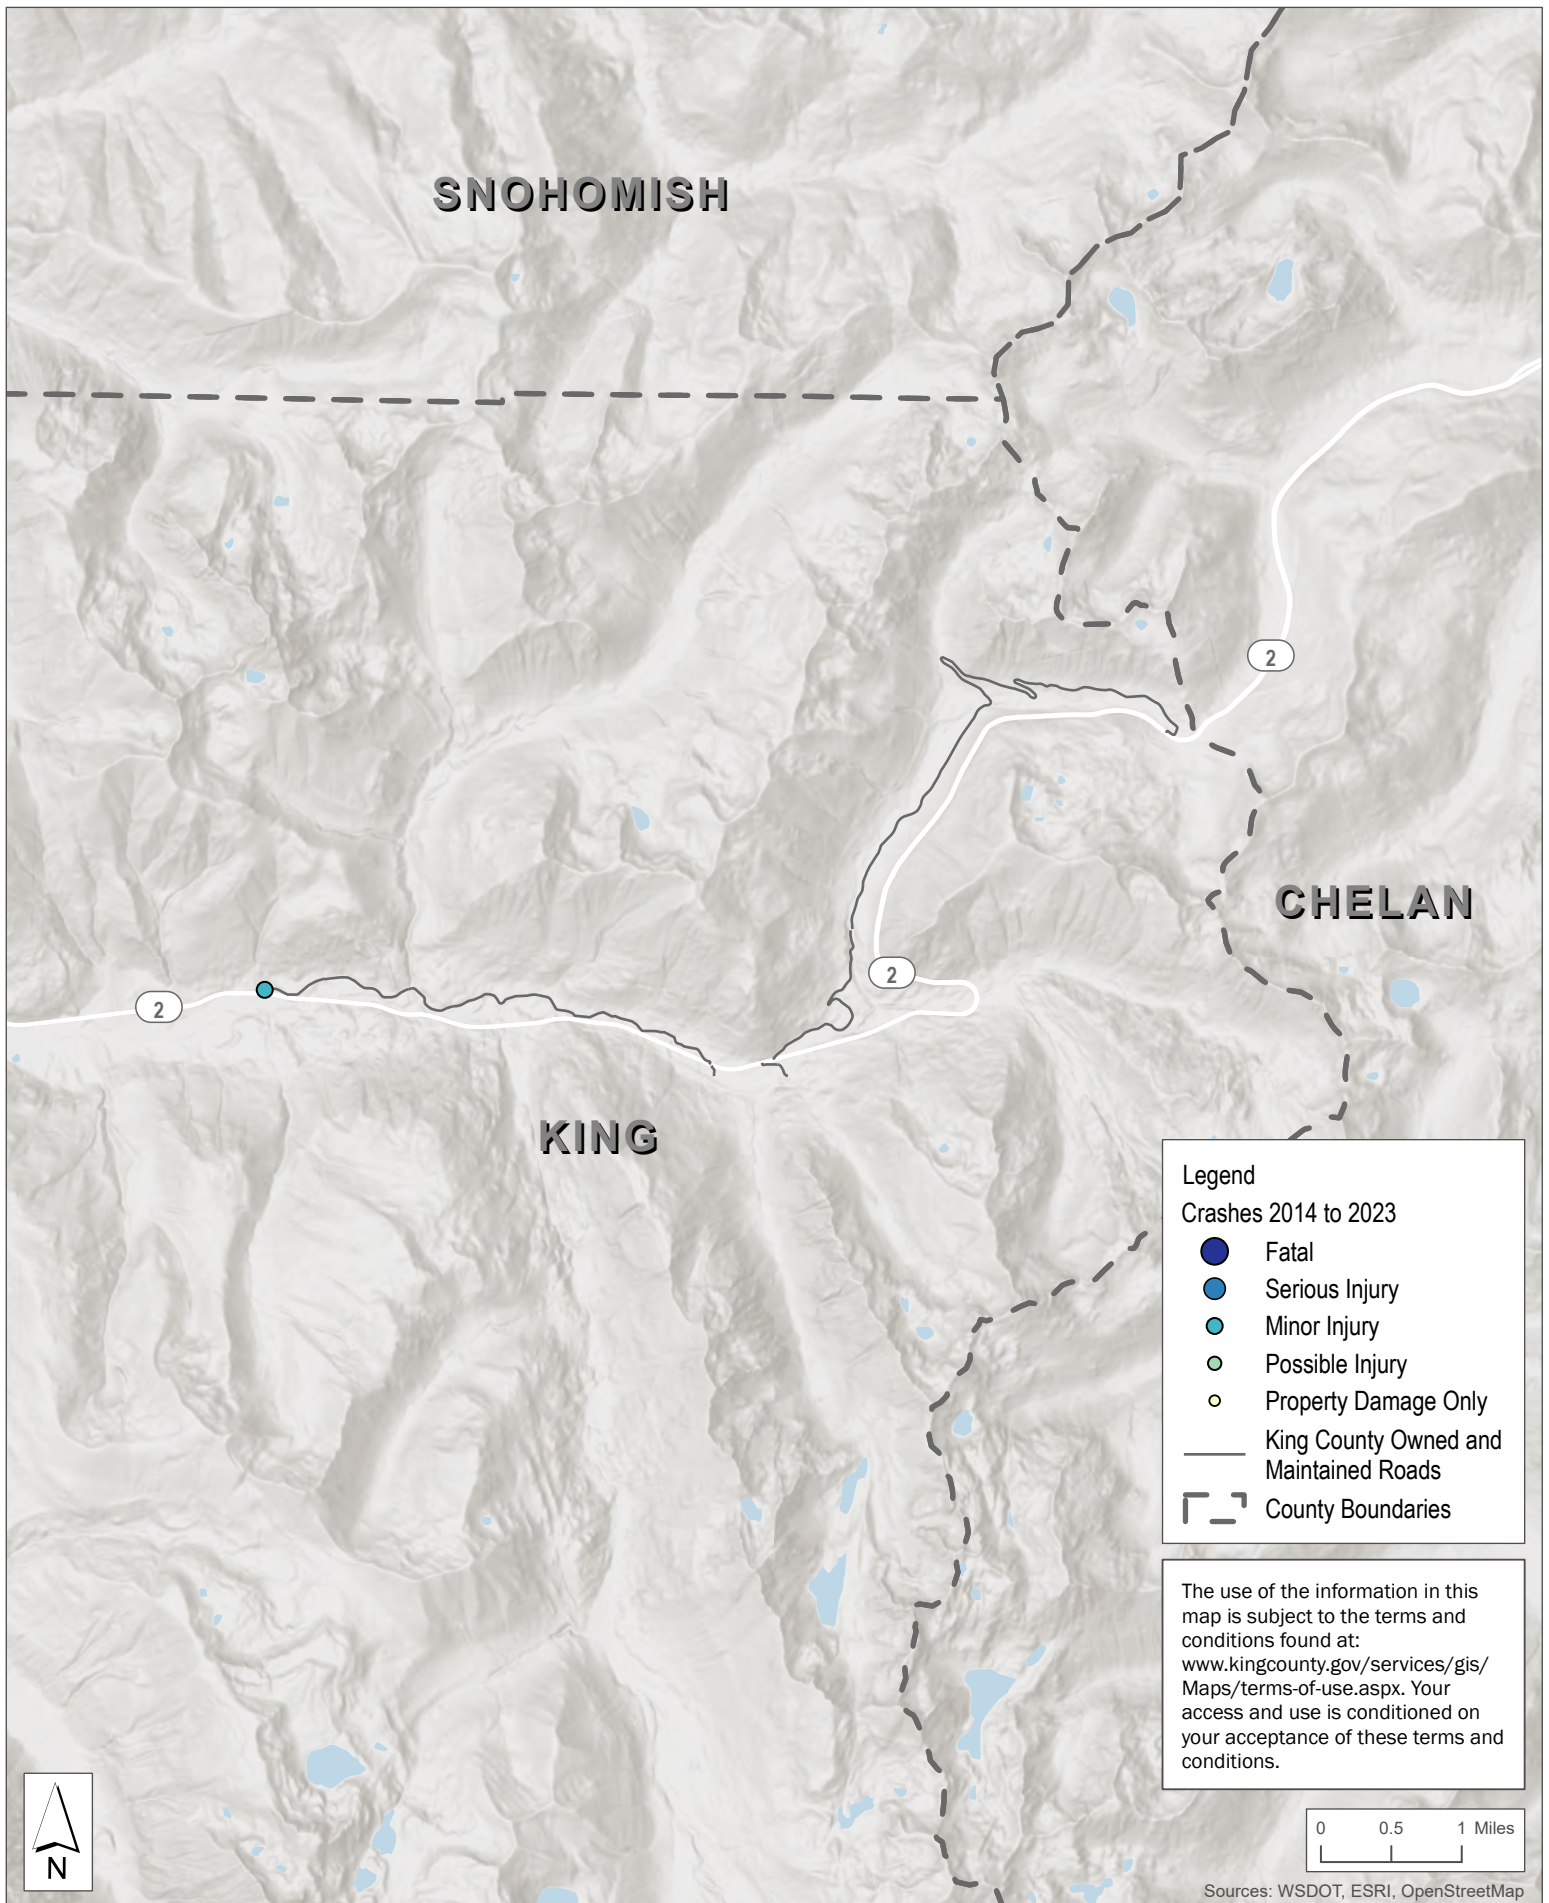 SNOHOMISH
2
CHELAN
2
2
KING
Legend
Crashes 2014 to 2023
Fatal
Serious Injury
Minor Injury
Possible Injury
Property Damage Only
King County Owned and
Maintained Roads
County Boundaries
The use of the information in this
map is subject to the terms and
conditions found at:
www.kingcounty.gov/services/gis/
Maps/terms-of-use.aspx. Your
access and use is conditioned on
your acceptance of these terms and
conditions.
N
0 0.5 1 Miles
Sources: WSDOT, ESRI, OpenStreetMap